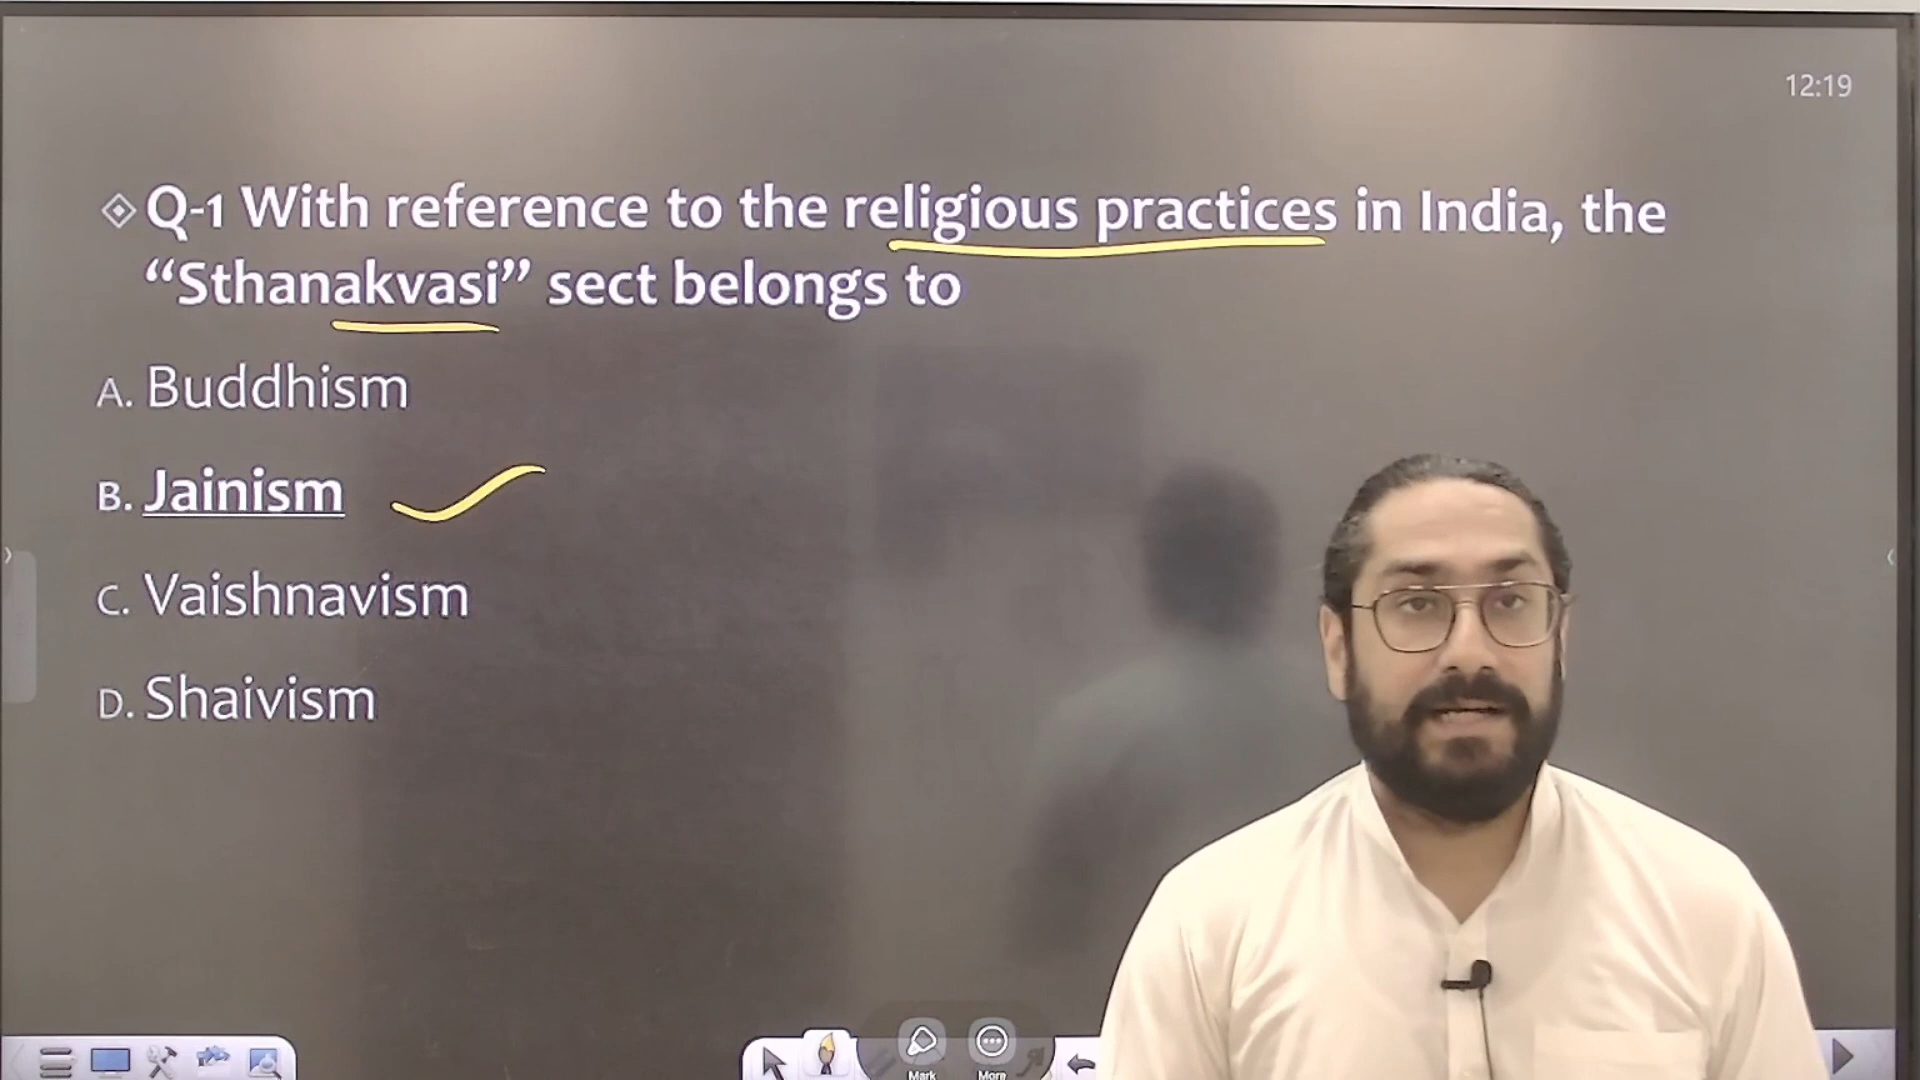 12:19
Q-1 With reference to the religious practices in India, the
“Sthanakvasi” sect belongs to
A. Buddhism
B. Jainism
C. Vaishnavism
D. Shaivism
Mark More